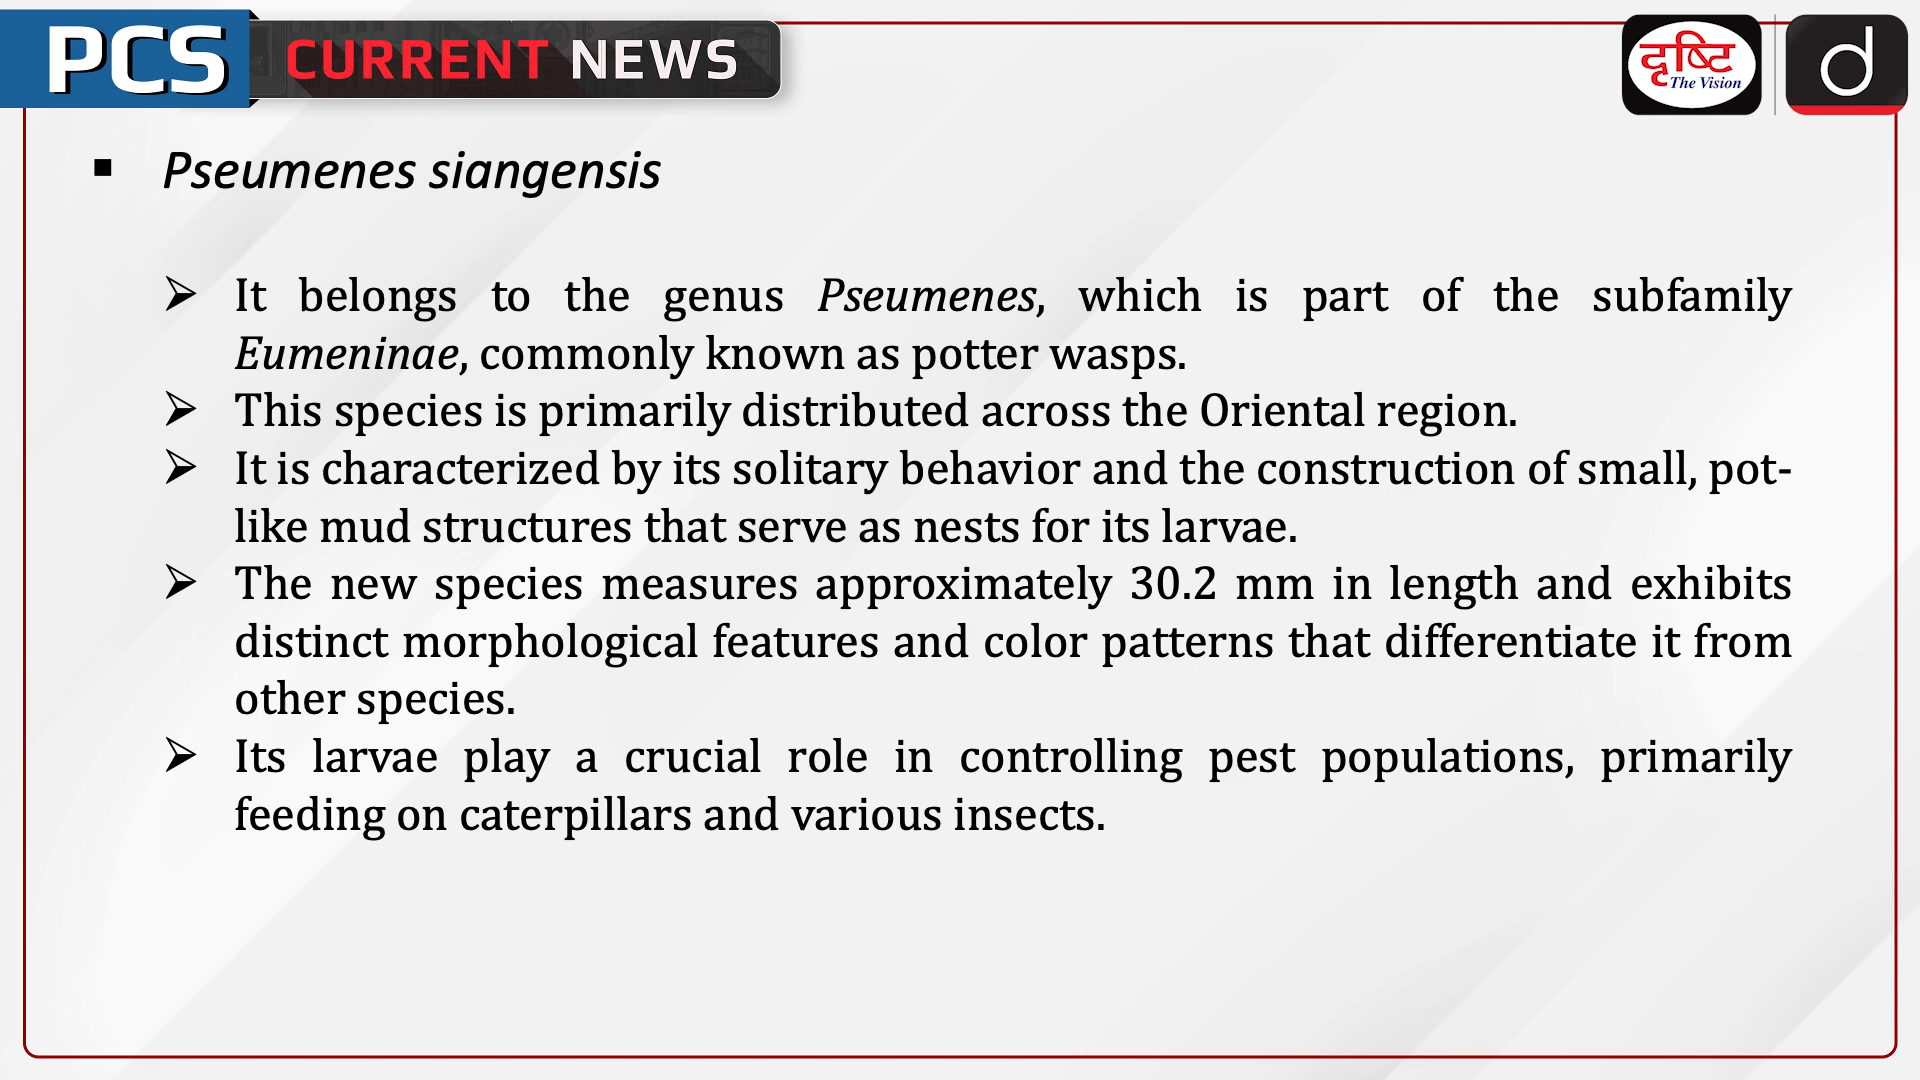 PCS CURRENT NEWS
दृष्टि
The Vision
d
▪ Pseumenes siangensis
➢ It belongs to the genus Pseumenes, which is part of the subfamily
Eumeninae, commonly known as potter wasps.
➢ This species is primarily distributed across the Oriental region.
➢ It is characterized by its solitary behavior and the construction of small, pot-
like mud structures that serve as nests for its larvae.
➢ The new species measures approximately 30.2 mm in length and exhibits
distinct morphological features and color patterns that differentiate it from
other species.
➢ Its larvae play a crucial role in controlling pest populations, primarily
feeding on caterpillars and various insects.